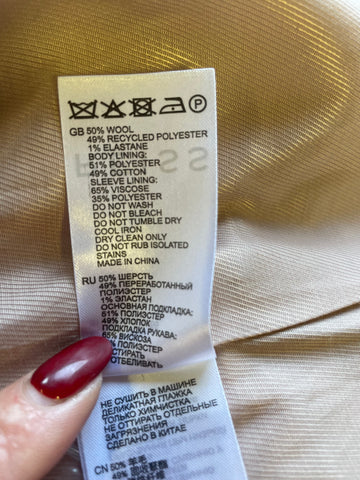 GB 50% WOOL
49% RECYCLED POLYESTER
1% ELASTANE
BODY LINING:
51% POLYESTER
49% COTTON
SLEEVE LINING:
65% VISCOSE
35% POLYESTER
DO NOT WASH
DO NOT BLEACH
DO NOT TUMBLE DRY
COOL IRON
DRY CLEAN ONLY
DO NOT RUB ISOLATED
STAINS
MADE IN CHINA
RU 50% ШЕРСТЬ
49% ПЕРЕРАБОТАННЫЙ
ПОЛИЭСТЕР
1% ЭЛАСТАН
ОСНОВНАЯ ПОДКЛАДКА:
51% ПОЛИЭСТЕР
49% ХЛОПОК
ПОДКЛАДКА РУКАВА:
65% ВИСКОЗА
ПОЛИЭСТЕР
НЕ СУШИТЬ В МАШИНЕ
ДЕЛИКАТНАЯ ГЛАЖКА
ТОЛЬКО ХИМЧИСТКА
НЕ ОТТИРАТЬ ОТДЕЛЬНЫЕ
ЗАГРЯЗНЕНИЯ
СДЕЛАНО В КИТАЕ
CN 50% 羊毛